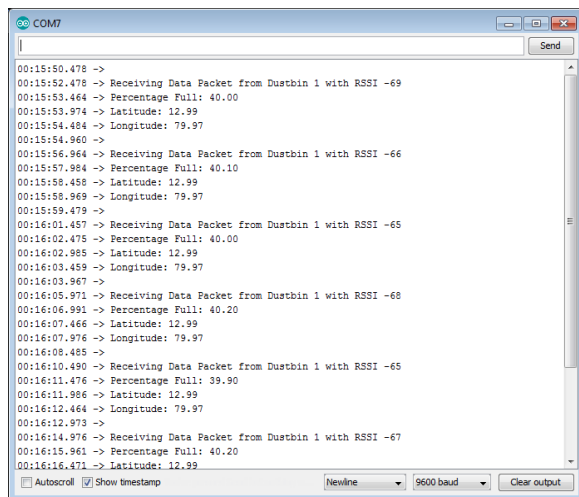 COM7
Send
00:15:50.478 ->
00:15:52.478 -> Receiving Data Packet from Dustbin 1 with RSSI -69
00:15:53.464 -> Percentage Full: 40.00
00:15:53.974 -> Latitude: 12.99
00:15:54.484 -> Longitude: 79.97
00:15:54.960 ->
00:15:56.964 -> Receiving Data Packet from Dustbin 1 with RSSI -66
00:15:57.984 -> Percentage Full: 40.10
00:15:58.458 -> Latitude: 12.99
00:15:58.969 -> Longitude: 79.97
00:15:59.479 ->
00:16:01.457 -> Receiving Data Packet from Dustbin 1 with RSSI -65
00:16:02.475 -> Percentage Full: 40.00
00:16:02.985 -> Latitude: 12.99
00:16:03.459 -> Longitude: 79.97
00:16:03.967 ->
00:16:05.971 -> Receiving Data Packet from Dustbin 1 with RSSI -68
00:16:06.991 -> Percentage Full: 40.20
00:16:07.466 -> Latitude: 12.99
00:16:07.976 -> Longitude: 79.97
00:16:08.485 ->
00:16:10.490 -> Receiving Data Packet from Dustbin 1 with RSSI -65
00:16:11.476 -> Percentage Full: 39.90
00:16:11.986 -> Latitude: 12.99
00:16:12.464 -> Longitude: 79.97
00:16:12.973 ->
00:16:14.976 -> Receiving Data Packet from Dustbin 1 with RSSI -67
00:16:15.961 -> Percentage Full: 40.20
00:16:16.471 -> Latitude: 12.99
Autoscroll Show timestamp Newline 9600 baud Clear output